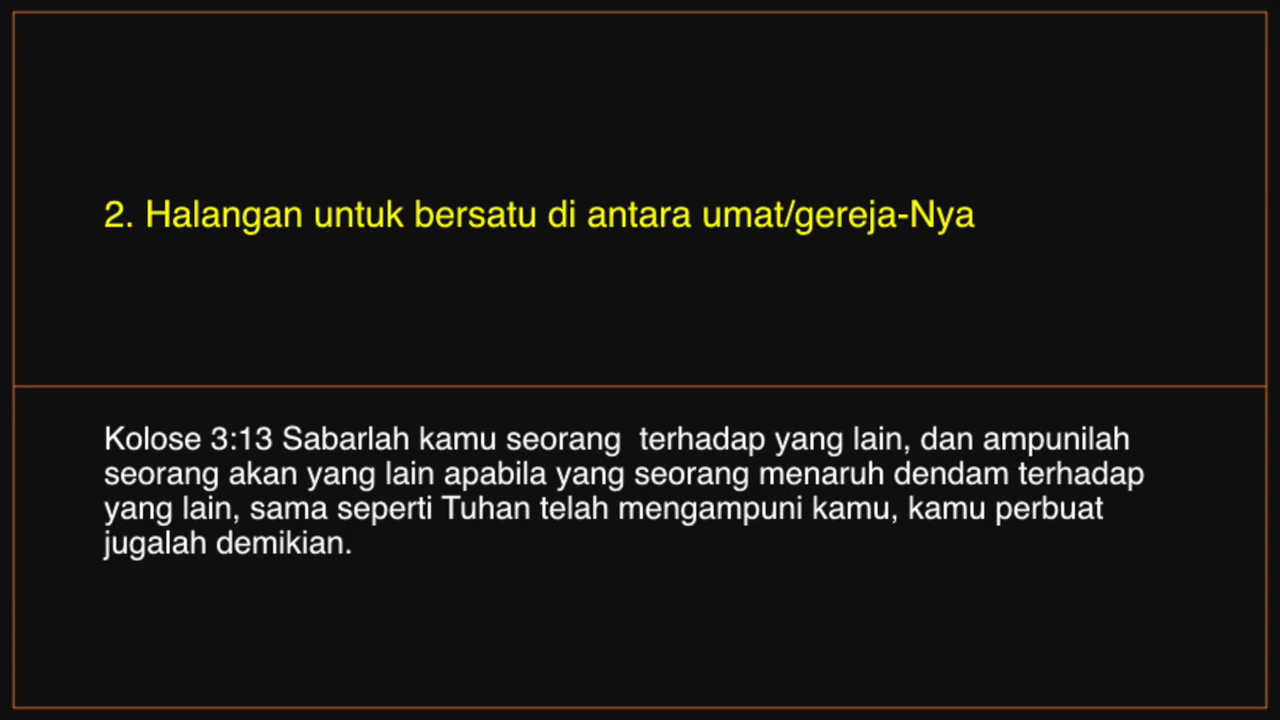 2. Halangan untuk bersatu di antara umat/gereja-Nya
Kolose 3:13 Sabarlah kamu seorang  terhadap yang lain, dan ampunilah
seorang akan yang lain apabila yang seorang menaruh dendam terhadap
yang lain, sama seperti Tuhan telah mengampuni kamu, kamu perbuat
jugalah demikian.